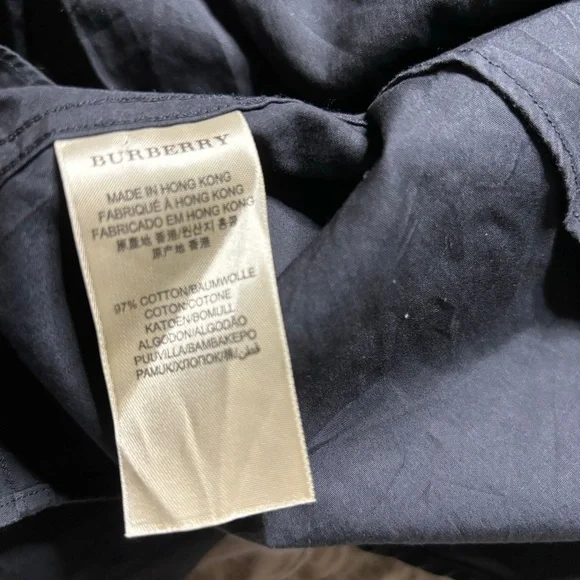 BURBERRY
MADE IN HONG KONG
FABRIQUÉ À HONG KONG
FABRICADO EM HONG KONG
原產地 香港/원산지 홍콩
原产地 香港
97% COTTON/BAUMWOLLE
COTON/COTONE
KATOEN/BOMULL
ALGODON/ALGODÃO
PUUVILLA/BAMBAKEPO
PAMUK/ХЛОПОК/棉/قطن